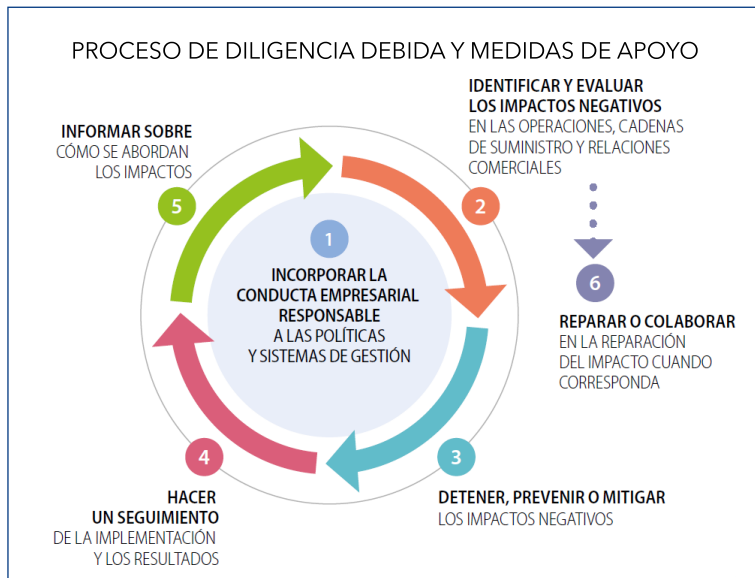 PROCESO DE DILIGENCIA DEBIDA Y MEDIDAS DE APOYO
1
INCORPORAR LA
CONDUCTA EMPRESARIAL
RESPONSABLE
A LAS POLÍTICAS
Y SISTEMAS DE GESTIÓN
IDENTIFICAR Y EVALUAR
LOS IMPACTOS NEGATIVOS
EN LAS OPERACIONES, CADENAS
DE SUMINISTRO Y RELACIONES
COMERCIALES
2
3
DETENER, PREVENIR O MITIGAR
LOS IMPACTOS NEGATIVOS
4
HACER
UN SEGUIMIENTO
DE LA IMPLEMENTACIÓN
Y LOS RESULTADOS
INFORMAR SOBRE
CÓMO SE ABORDAN
LOS IMPACTOS
5
6
REPARAR O COLABORAR
EN LA REPARACIÓN
DEL IMPACTO CUANDO
CORRESPONDA